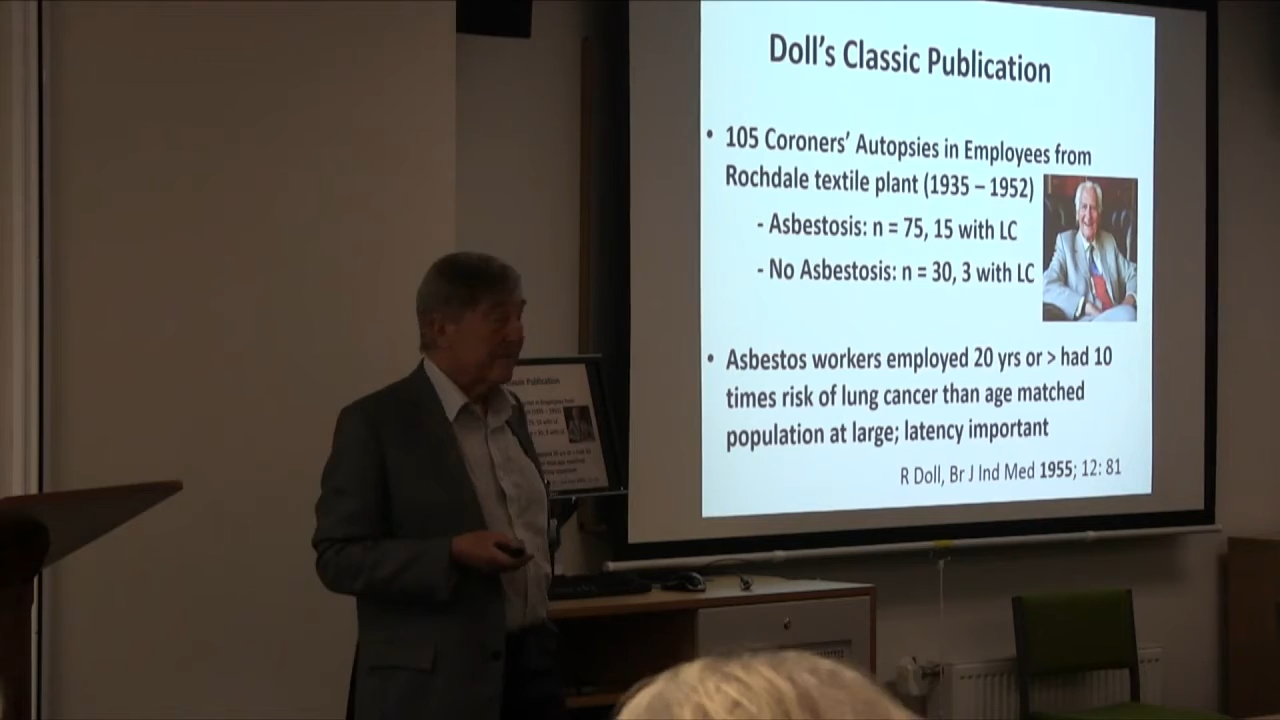 Doll's Classic Publication
• 105 Coroners' Autopsies in Employees from
Rochdale textile plant (1935 – 1952)
- Asbestosis: n = 75, 15 with LC
- No Asbestosis: n = 30, 3 with LC
• Asbestos workers employed 20 yrs or > had 10
times risk of lung cancer than age matched
population at large; latency important
R Doll, Br J Ind Med 1955; 12: 81